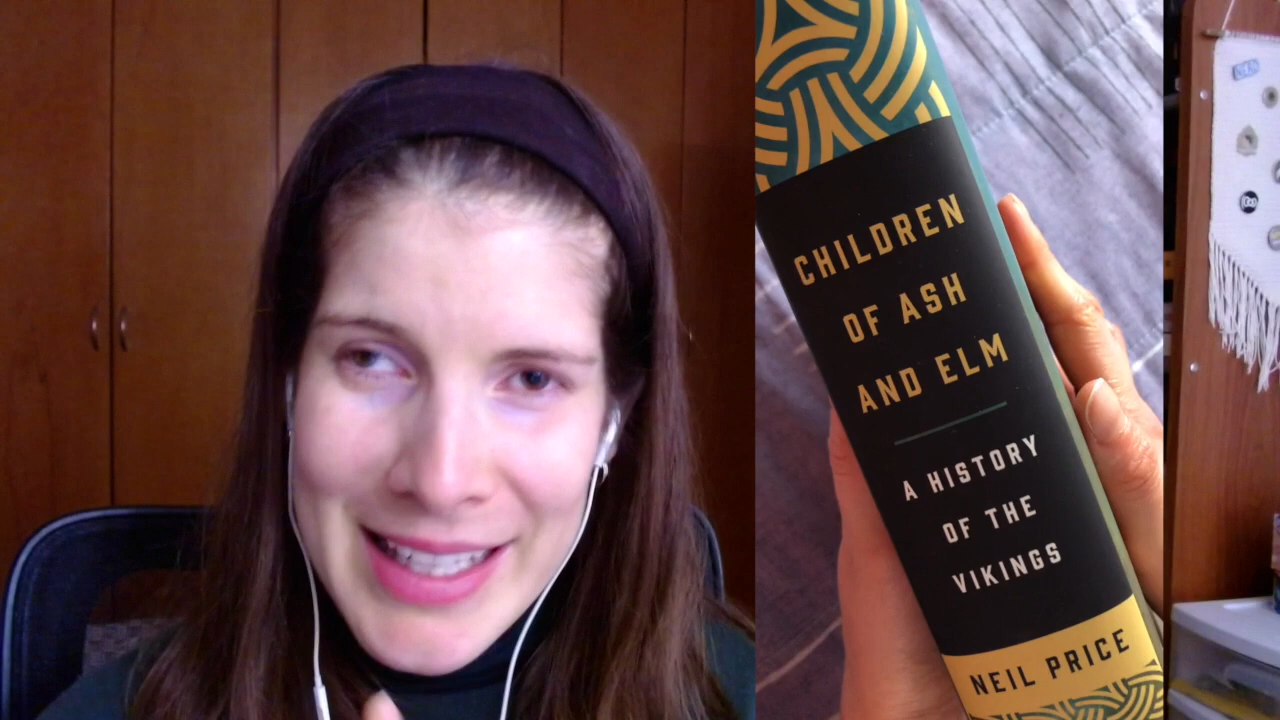 CHILDREN
OF ASH
AND ELM
A HISTORY
OF THE
VIKINGS
NEIL PRICE